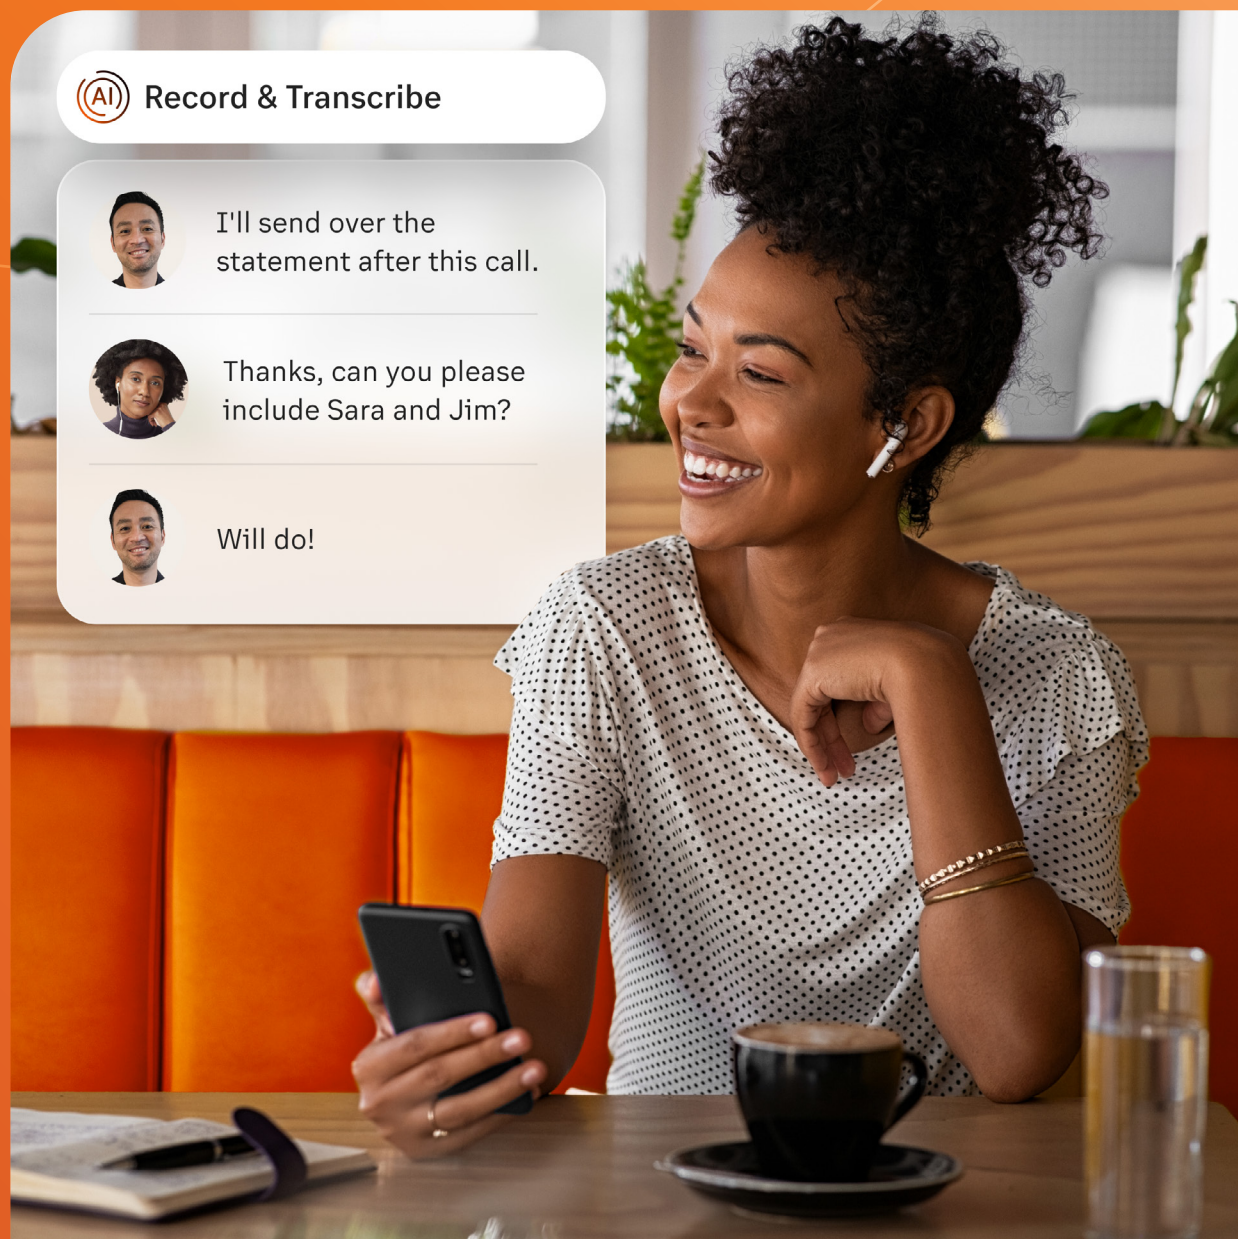 AI Record & Transcribe
I'll send over the
statement after this call.
Thanks, can you please
include Sara and Jim?
Will do!